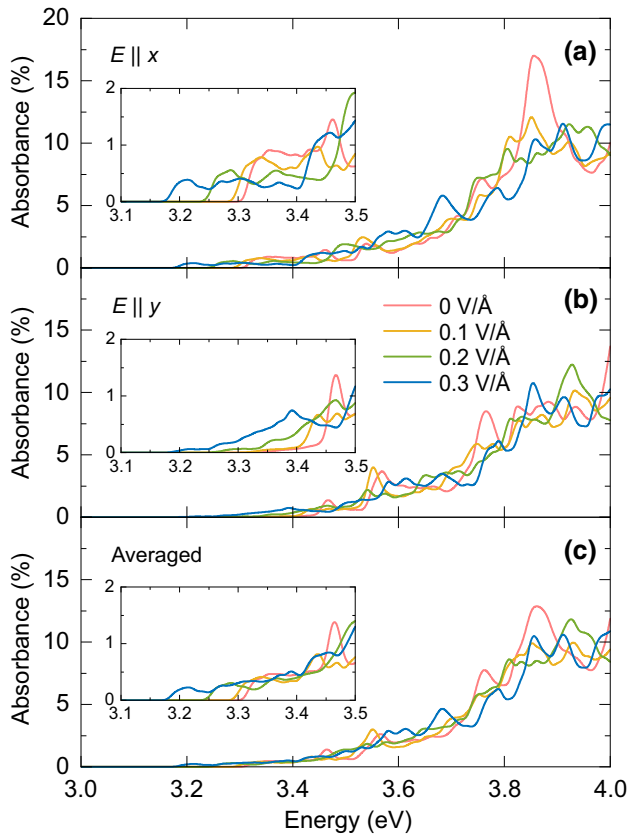 20
(a)
E || x
15
Absorbance (%)
10
5
0
2
1
0
3.1 3.2 3.3 3.4 3.5
(b)
E || y
0 V/Å
0.1 V/Å
0.2 V/Å
0.3 V/Å
15
Absorbance (%)
10
5
0
2
1
0
3.1 3.2 3.3 3.4 3.5
(c)
Averaged
15
Absorbance (%)
10
5
0
2
1
0
3.1 3.2 3.3 3.4 3.5
3.0 3.2 3.4 3.6 3.8 4.0
Energy (eV)